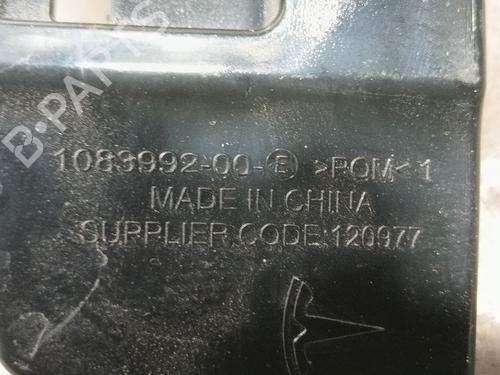 B-PARTS
1083992-00-E >POM< 1
MADE IN CHINA
SUPPLIER CODE:120977